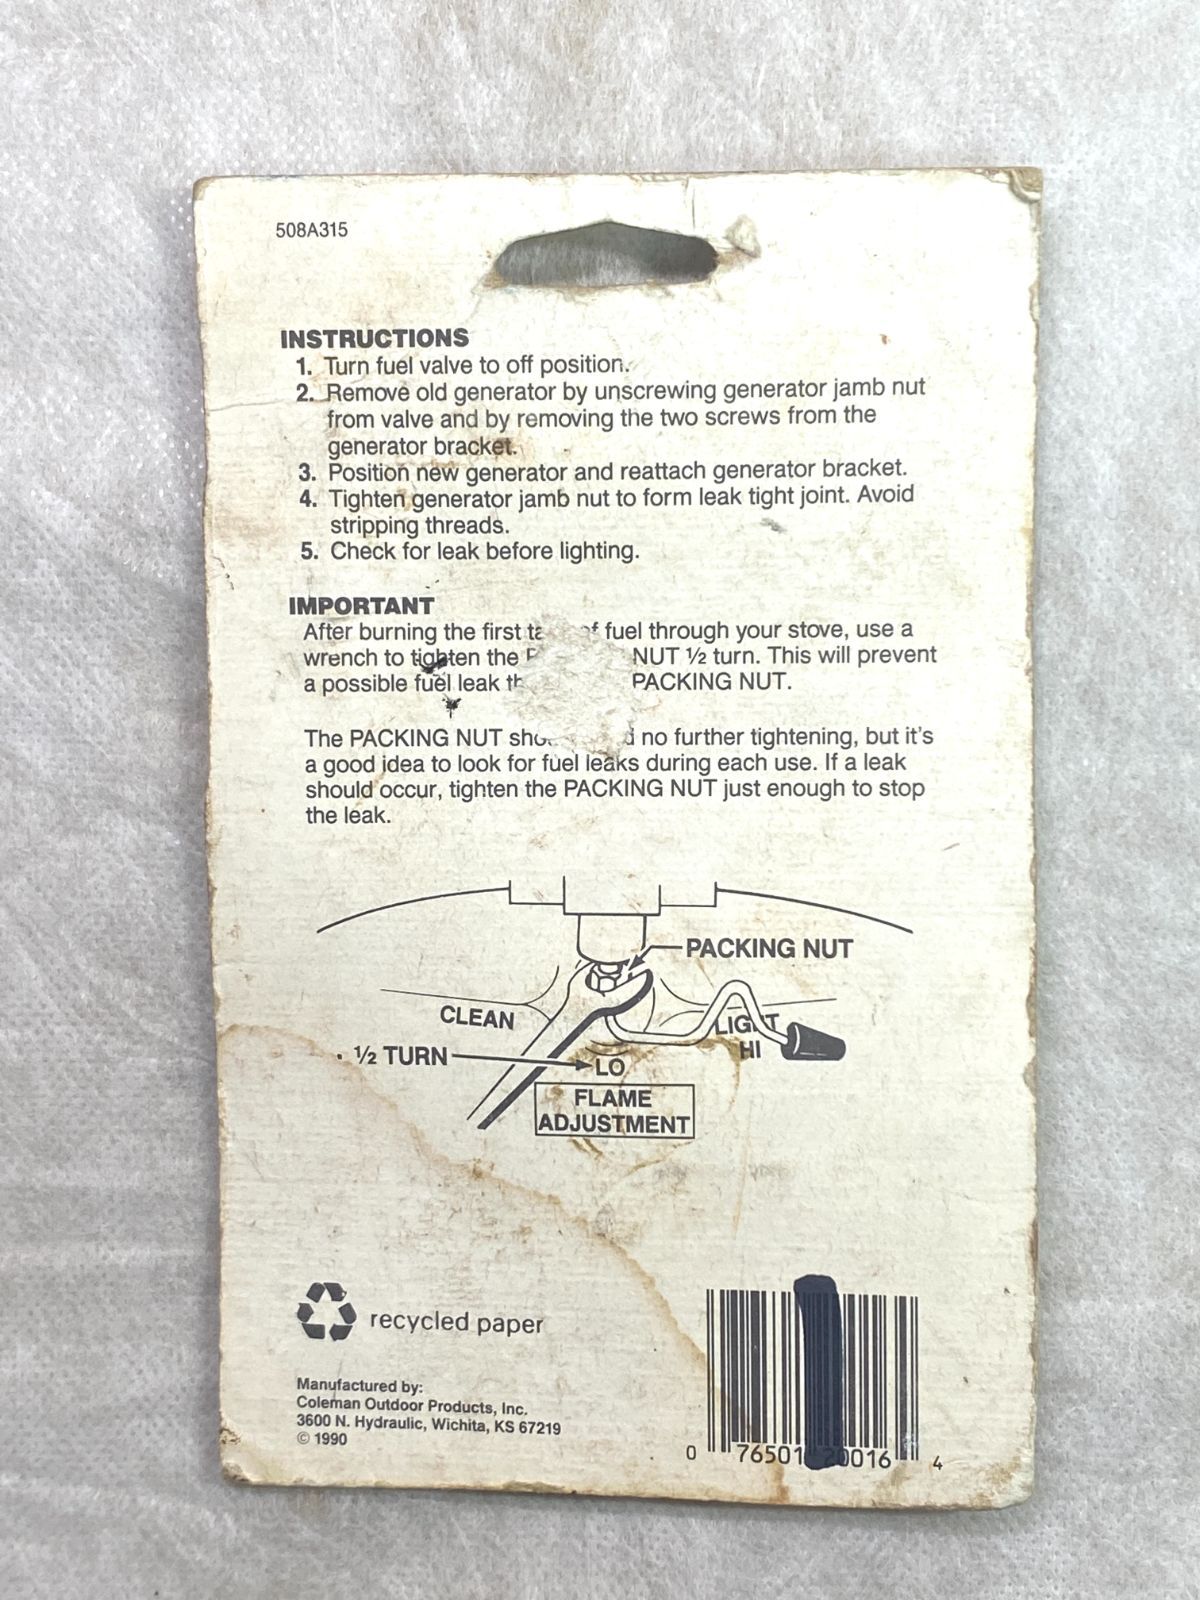 508A315
INSTRUCTIONS
1. Turn fuel valve to off position.
2. Remove old generator by unscrewing generator jamb nut
from valve and by removing the two screws from the
generator bracket.
3. Position new generator and reattach generator bracket.
4. Tighten generator jamb nut to form leak tight joint. Avoid
stripping threads.
5. Check for leak before lighting.
IMPORTANT
After burning the first fuel through your stove, use a
wrench to tighten the NUT ½ turn. This will prevent
a possible fuel leak PACKING NUT.
The PACKING NUT no further tightening, but it's
a good idea to look for fuel leaks during each use. If a leak
should occur, tighten the PACKING NUT just enough to stop
the leak.
PACKING NUT
CLEAN
LIGHT
HI
½ TURN
LO
FLAME
ADJUSTMENT
recycled paper
Manufactured by:
Coleman Outdoor Products, Inc.
3600 N. Hydraulic, Wichita, KS 67219
© 1990
0 76501 20016 4